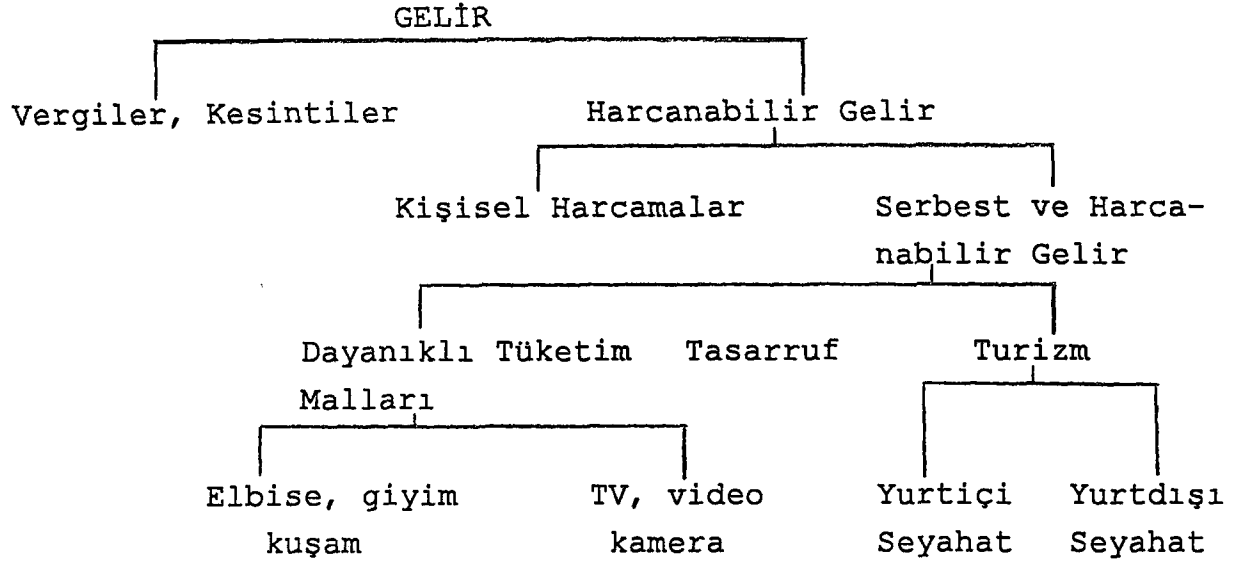 GELİR
Vergiler, Kesintiler Harcanabilir Gelir
Kişisel Harcamalar Serbest ve Harca-
nabilir Gelir
Dayanıklı Tüketim Tasarruf Turizm
Malları
Elbise, giyim TV, video Yurtiçi Yurtdışı
kuşam kamera Seyahat Seyahat